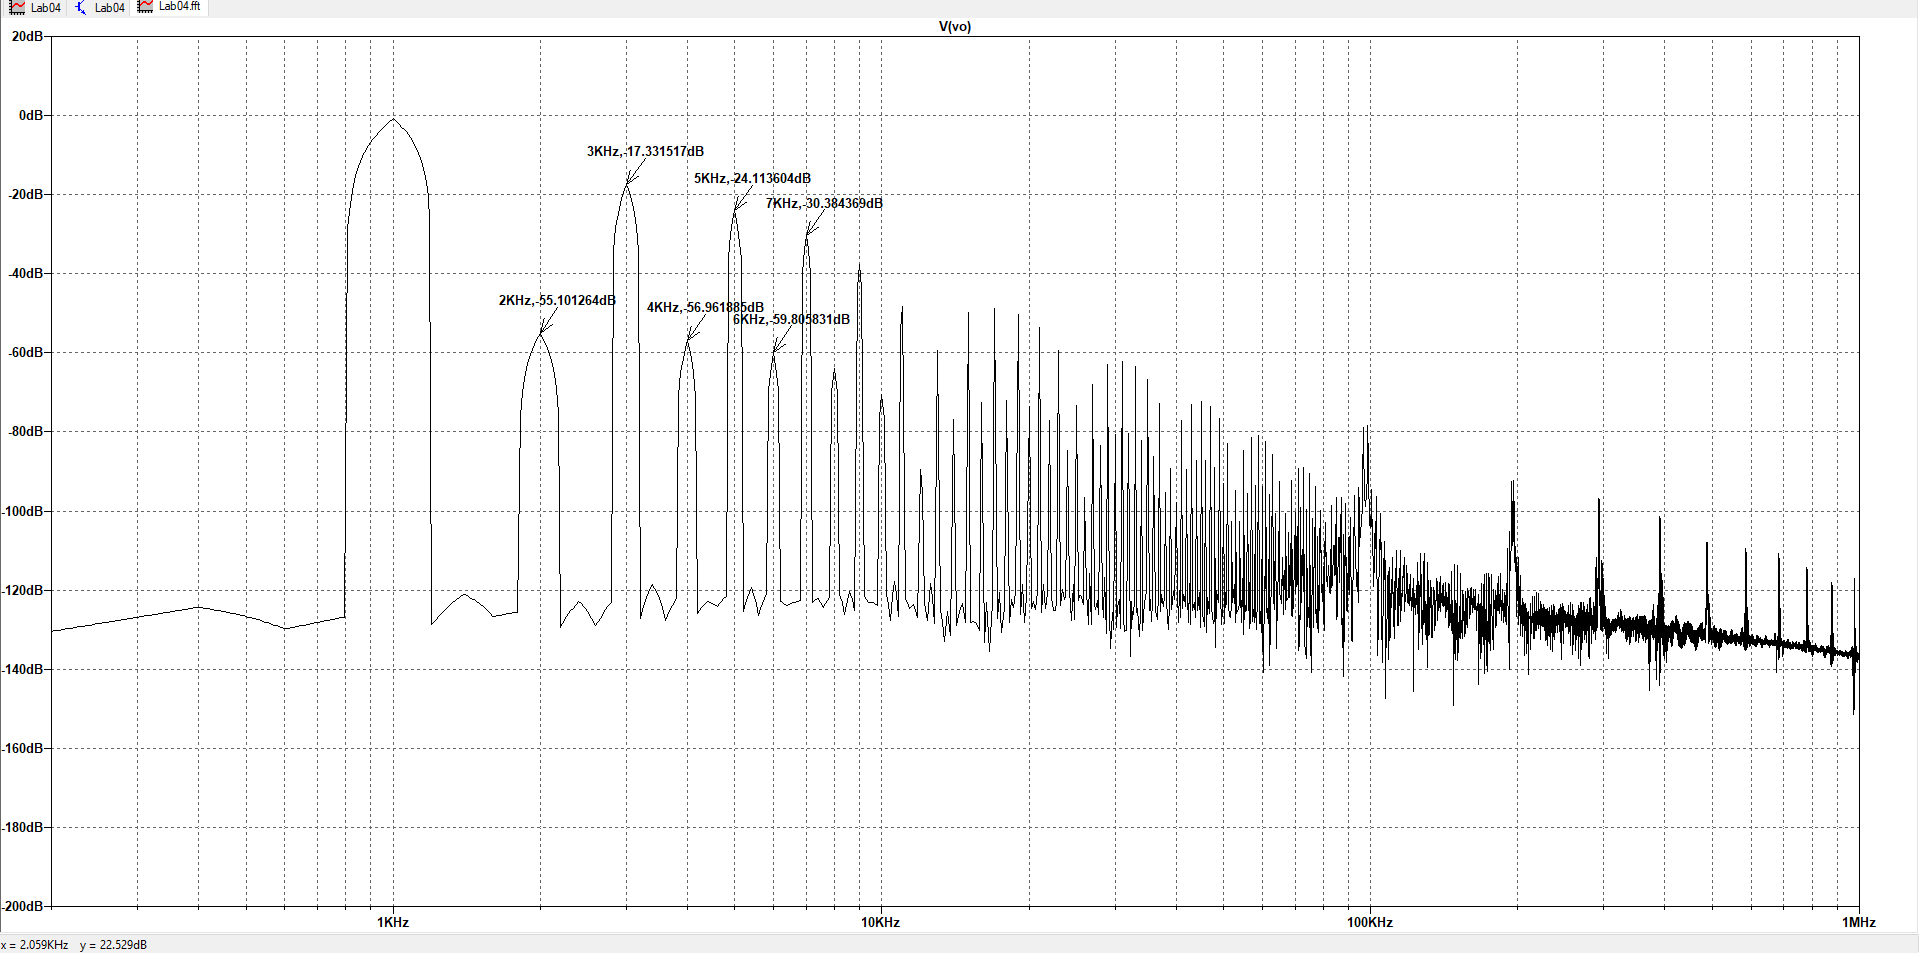 Lab04 Lab04 Lab04.fft
V(vo)
20dB
0dB
3KHz,-17.331517dB
5KHz,-24.113604dB
-20dB
7KHz,-30.384369dB
-40dB
2KHz,-55.101264dB
4KHz,-56.961885dB
6KHz,-59.805831dB
-60dB
-80dB
-100dB
-120dB
-140dB
-160dB
-180dB
-200dB
1KHz 10KHz 100KHz 1MHz
x = 2.059KHz y = 22.529dB